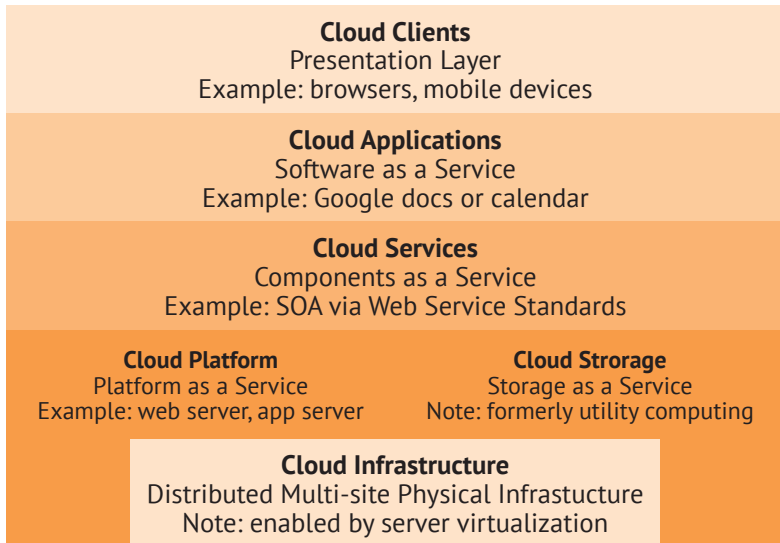 Cloud Clients
Presentation Layer
Example: browsers, mobile devices
Cloud Applications
Software as a Service
Example: Google docs or calendar
Cloud Services
Components as a Service
Example: SOA via Web Service Standards
Cloud Platform
Platform as a Service
Example: web server, app server
Cloud Strorage
Storage as a Service
Note: formerly utility computing
Cloud Infrastructure
Distributed Multi-site Physical Infrastucture
Note: enabled by server virtualization